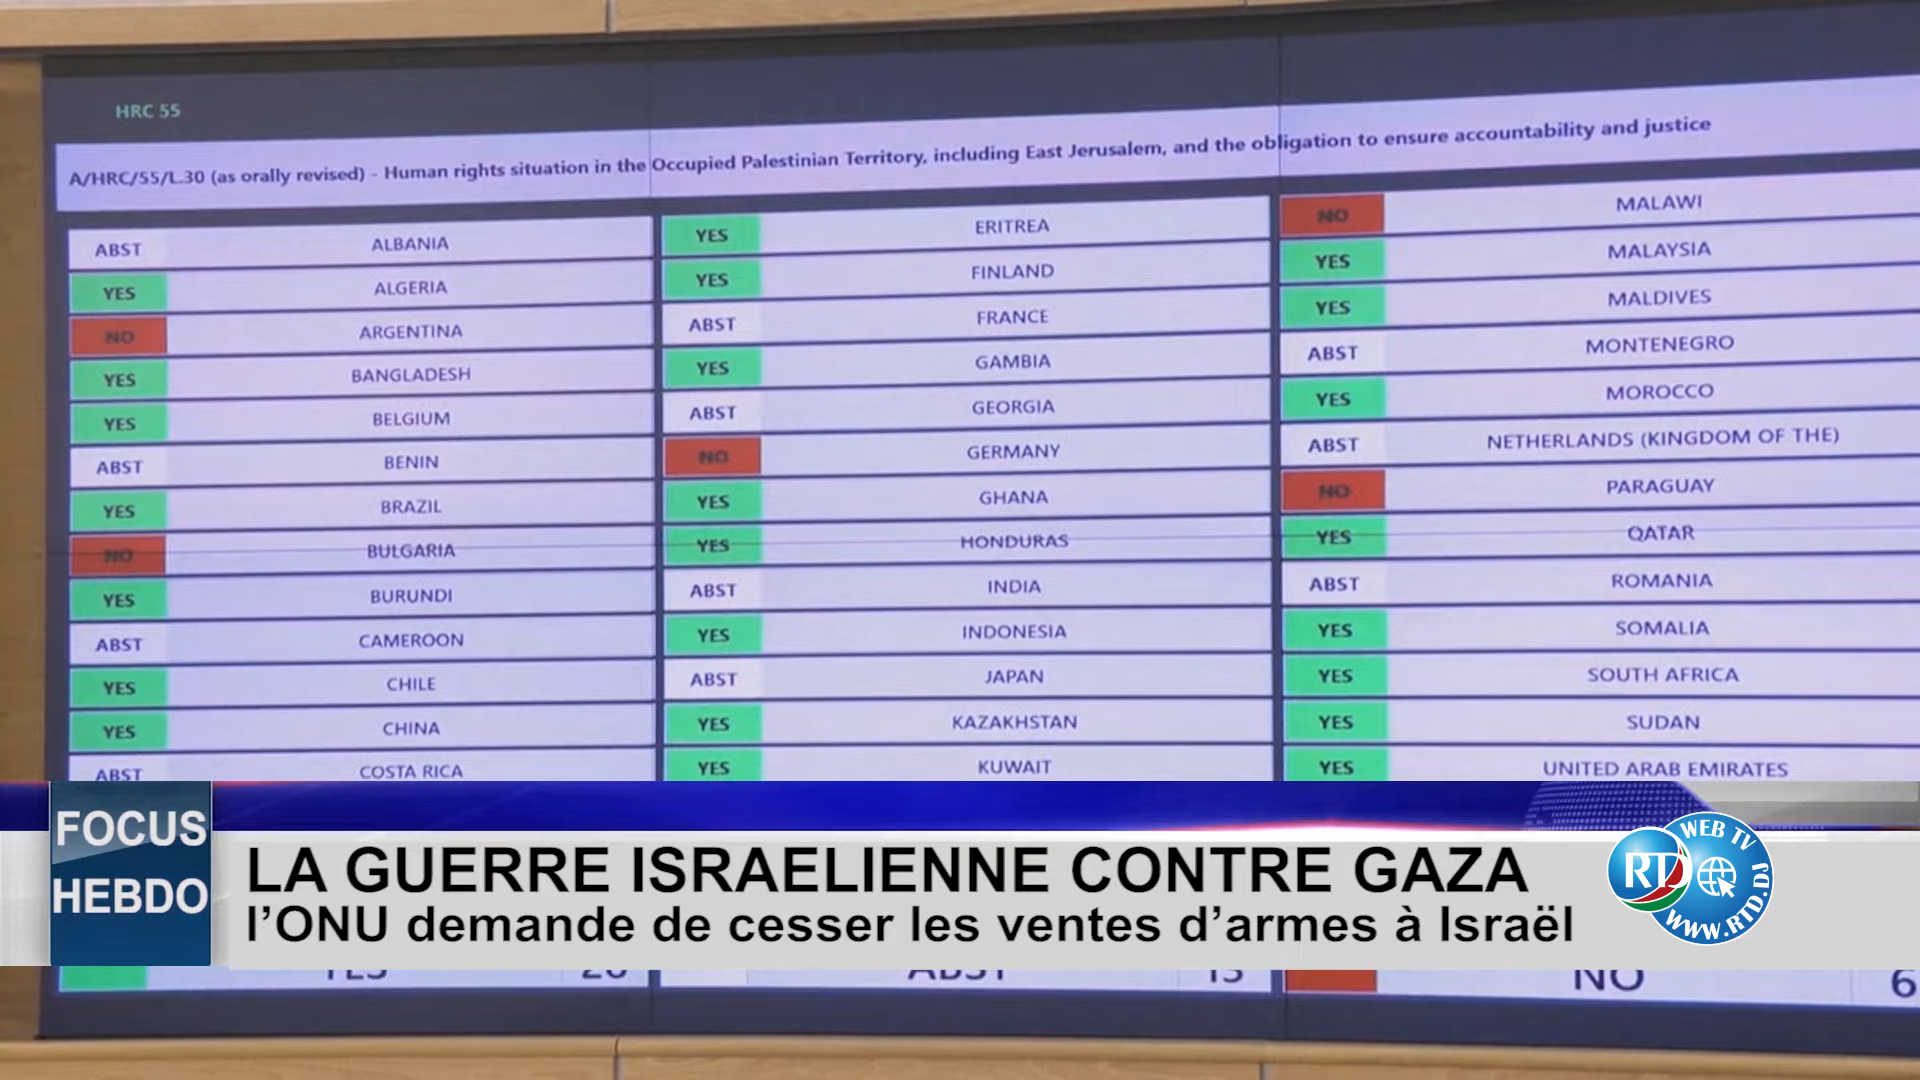 HRC 55
A/HRC/55/L.30 (as orally revised) - Human rights situation in the Occupied Palestinian Territory, including East Jerusalem, and the obligation to ensure accountability and justice
ABST ALBANIA
YES ALGERIA
NO ARGENTINA
YES BANGLADESH
YES BELGIUM
ABST BENIN
YES BRAZIL
NO BULGARIA
YES BURUNDI
ABST CAMEROON
YES CHILE
YES CHINA
ABST COSTA RICA
YES ERITREA
YES FINLAND
ABST FRANCE
YES GAMBIA
ABST GEORGIA
NO GERMANY
YES GHANA
YES HONDURAS
ABST INDIA
YES INDONESIA
ABST JAPAN
YES KAZAKHSTAN
YES KUWAIT
NO MALAWI
YES MALAYSIA
YES MALDIVES
ABST MONTENEGRO
YES MOROCCO
ABST NETHERLANDS (KINGDOM OF THE)
NO PARAGUAY
YES QATAR
ABST ROMANIA
YES SOMALIA
YES SOUTH AFRICA
YES SUDAN
YES UNITED ARAB EMIRATES
FOCUS
HEBDO
LA GUERRE ISRAELIENNE CONTRE GAZA
l’ONU demande de cesser les ventes d’armes à Israël
WEB TV
RTD
WWW.RTD.DJ
YES
ABST 13
NO 6